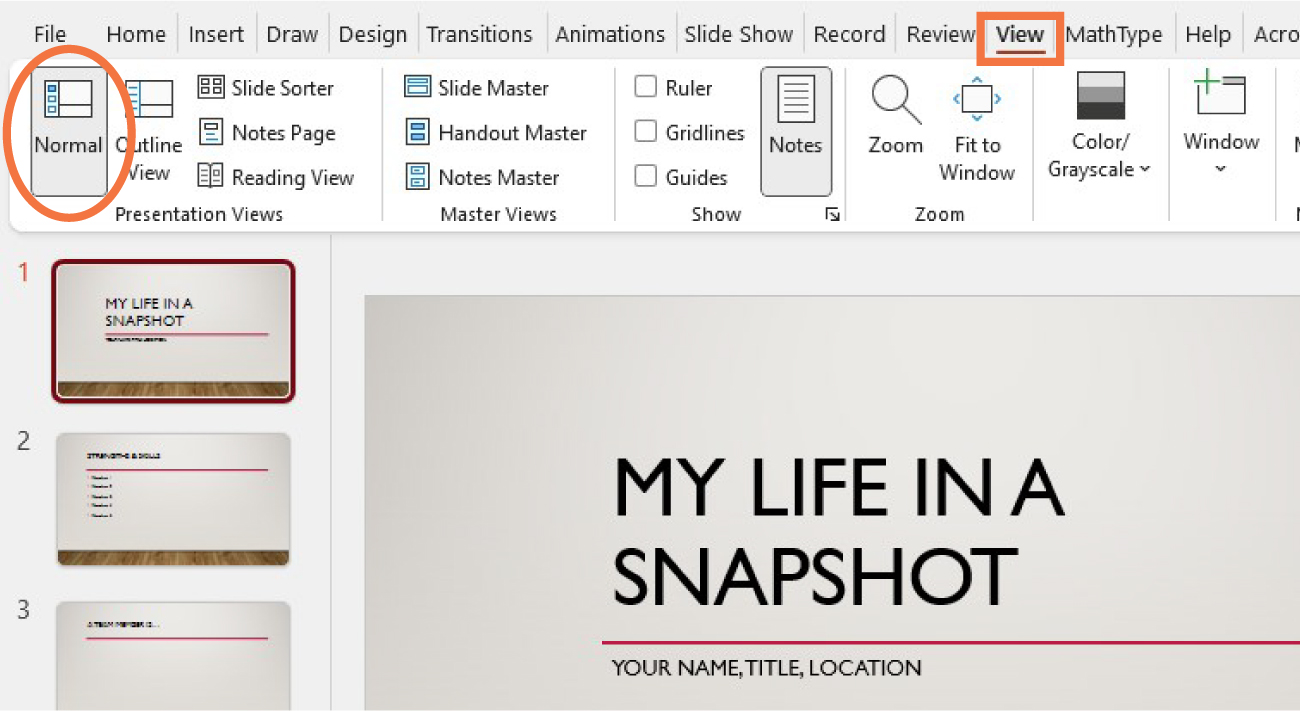 File Home Insert Draw Design Transitions Animations Slide Show Record Review View MathType Help Acro
Normal
Outline
View
Slide Sorter
Notes Page
Reading View
Presentation Views
Slide Master
Handout Master
Notes Master
Master Views
Ruler
Gridlines
Guides
Show
Notes
Zoom
Fit to
Window
Zoom
Color/
Grayscale
Window
1
MY LIFE IN A
SNAPSHOT
2
STRENGTHS & SKILLS
3
A TEAM MEMBER IS...
MY LIFE IN A
SNAPSHOT
YOUR NAME, TITLE, LOCATION